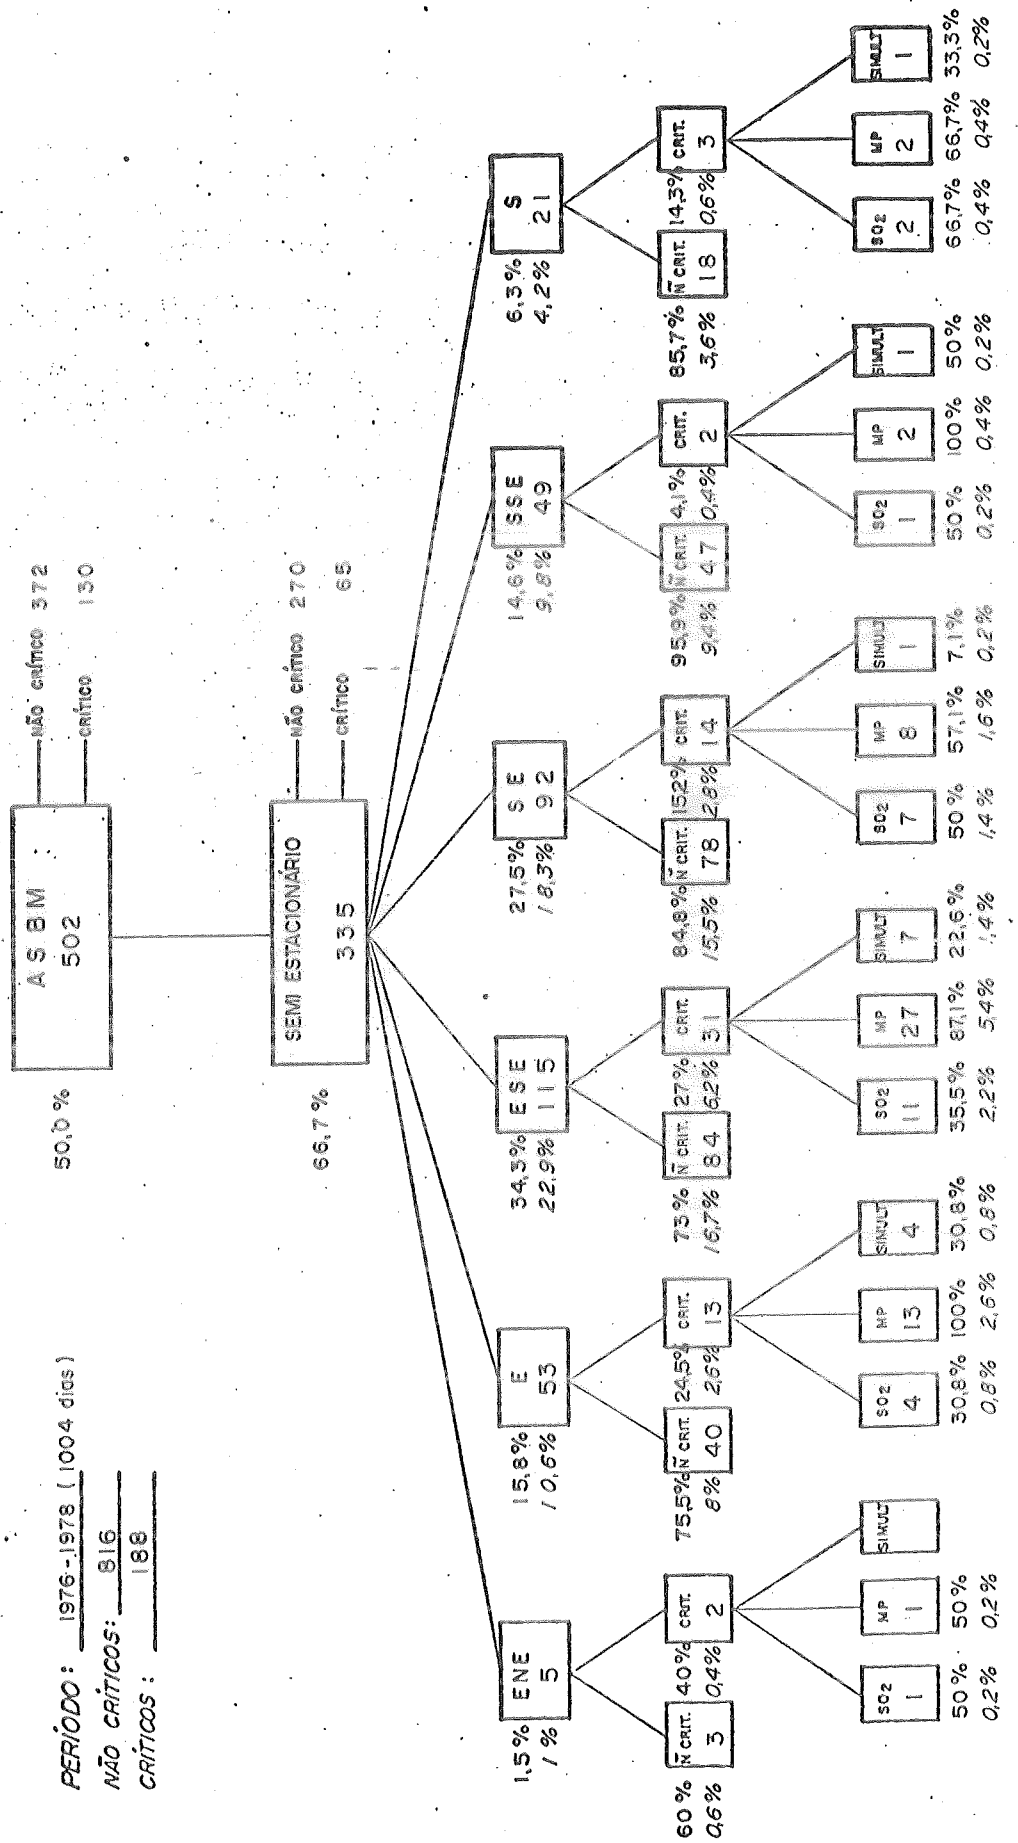 PERÍODO: 1976-1978 (1004 dias)
NÃO CRÍTICOS: 816
CRÍTICOS: 188
A S B M
502
50,0%
NÃO CRÍTICO 372
CRÍTICO 130
SEMI ESTACIONÁRIO
335
66,7%
NÃO CRÍTICO 270
CRÍTICO 65
1,5% ENE
1% 5
15,8% E
10,6% 53
34,3% ESE
22,9% 115
27,5% SE
18,3% 92
14,6% SSE
9,8% 49
6,3% S
4,2% 21
60% N̄ CRIT. 40% CRIT.
0,6% 3 0,4% 2
75,5% N̄ CRIT. 24,5% CRIT.
8% 40 2,6% 13
73% N̄ CRIT. 27% CRIT.
16,7% 84 6,2% 31
84,8% N̄ CRIT. 15,2% CRIT.
15,5% 78 2,8% 14
95,9% N̄ CRIT. 4,1% CRIT.
9,4% 47 0,4% 2
85,7% N̄ CRIT. 14,3% CRIT.
3,6% 18 0,6% 3
SO2 MP SIMULT
1 1
50% 50%
0,2% 0,2%
SO2 MP SIMULT
4 13 4
30,8% 100% 30,8%
0,8% 2,6% 0,8%
SO2 MP SIMULT
11 27 7
35,5% 87,1% 22,6%
2,2% 5,4% 1,4%
SO2 MP SIMULT
7 8 1
50% 57,1% 7,1%
1,4% 1,6% 0,2%
SO2 MP SIMULT
1 2 1
50% 100% 50%
0,2% 0,4% 0,2%
SO2 MP SIMULT
2 2 1
66,7% 66,7% 33,3%
0,4% 0,4% 0,2%